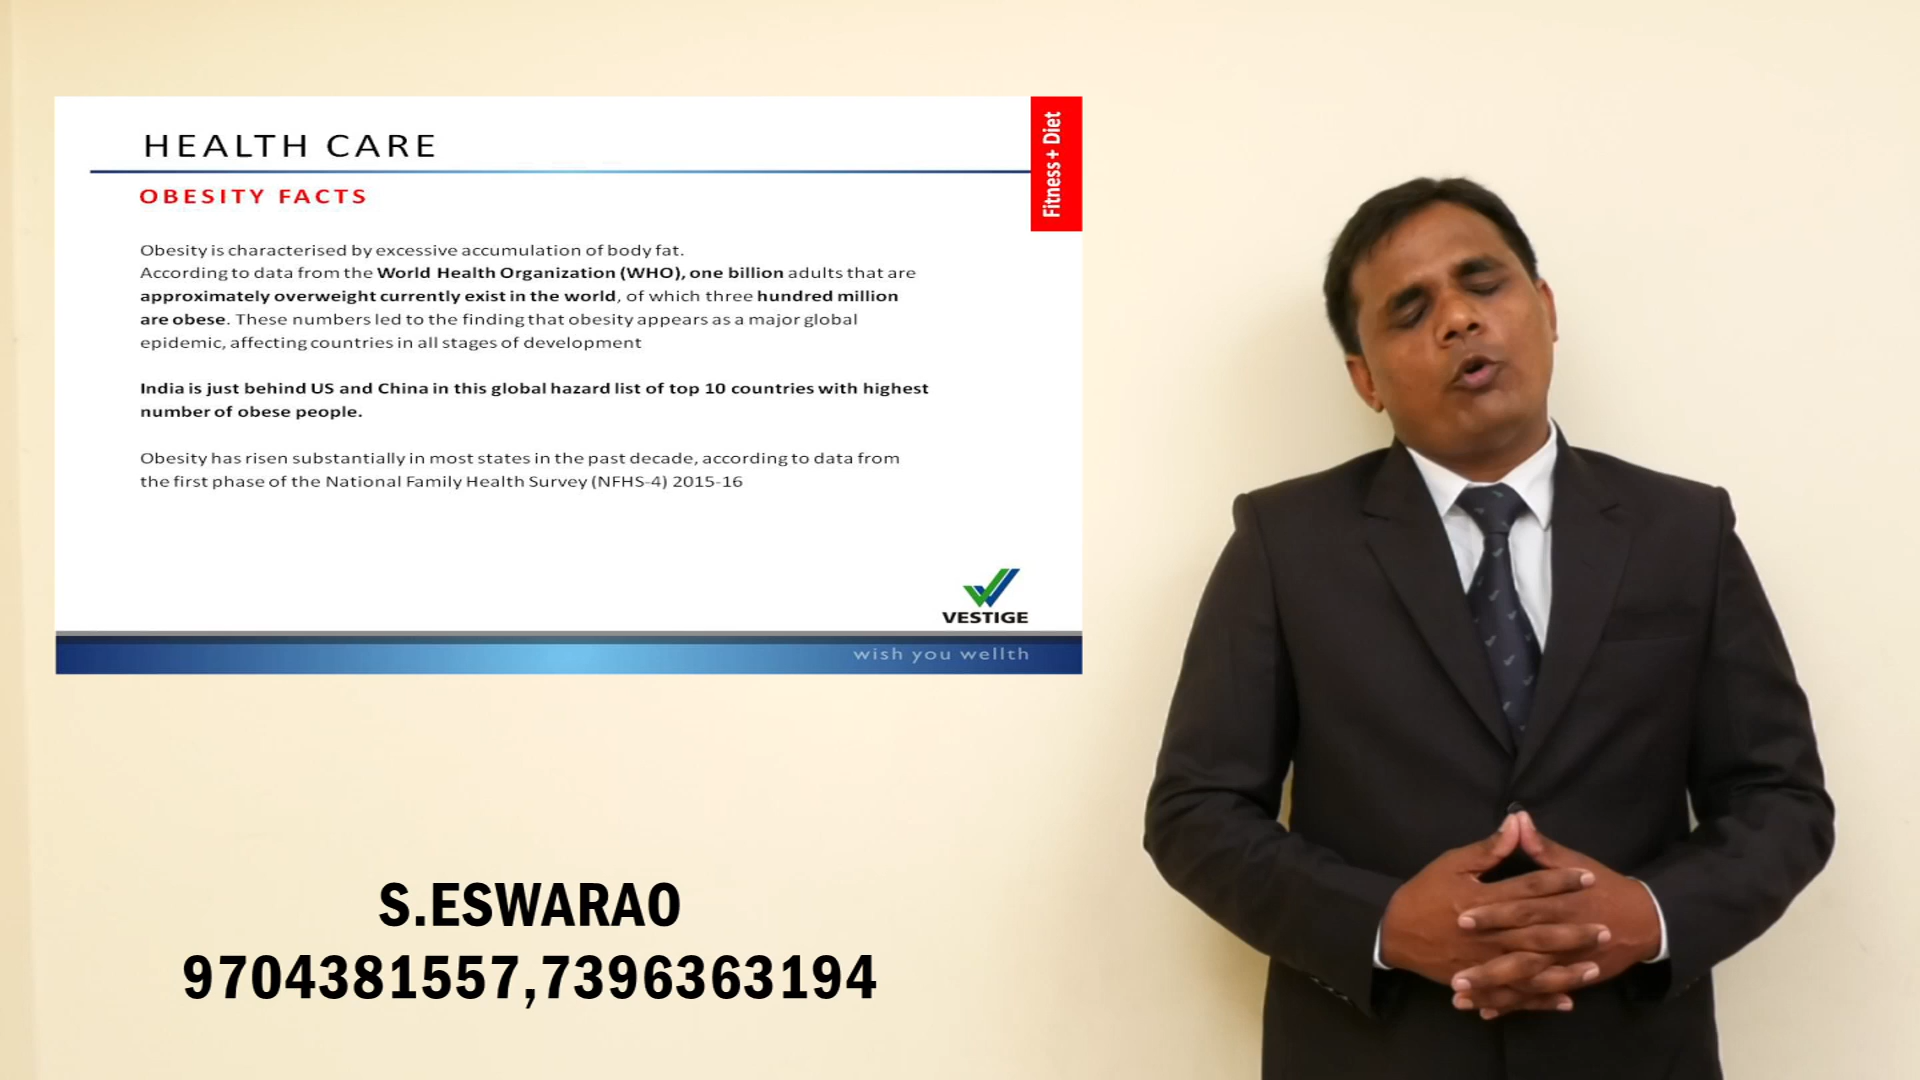 HEALTH CARE
Fitness+ Diet
OBESITY FACTS
Obesity is characterised by excessive accumulation of body fat.
According to data from the World Health Organization (WHO), one billion adults that are
approximately overweight currently exist in the world, of which three hundred million
are obese. These numbers led to the finding that obesity appears as a major global
epidemic, affecting countries in all stages of development
India is just behind US and China in this global hazard list of top 10 countries with highest
number of obese people.
Obesity has risen substantially in most states in the past decade, according to data from
the first phase of the National Family Health Survey (NFHS-4) 2015-16
VESTIGE
wish you wellth
S.ESWARAO
9704381557,7396363194